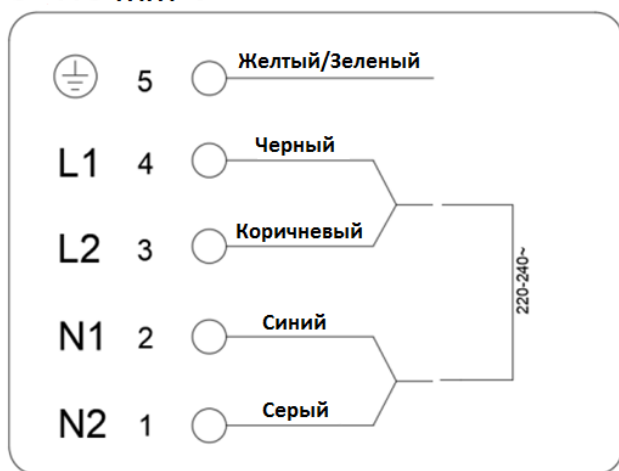 5 Желтый/Зеленый
L1 4 Черный
L2 3 Коричневый
220-240~
N1 2 Синий
N2 1 Серый